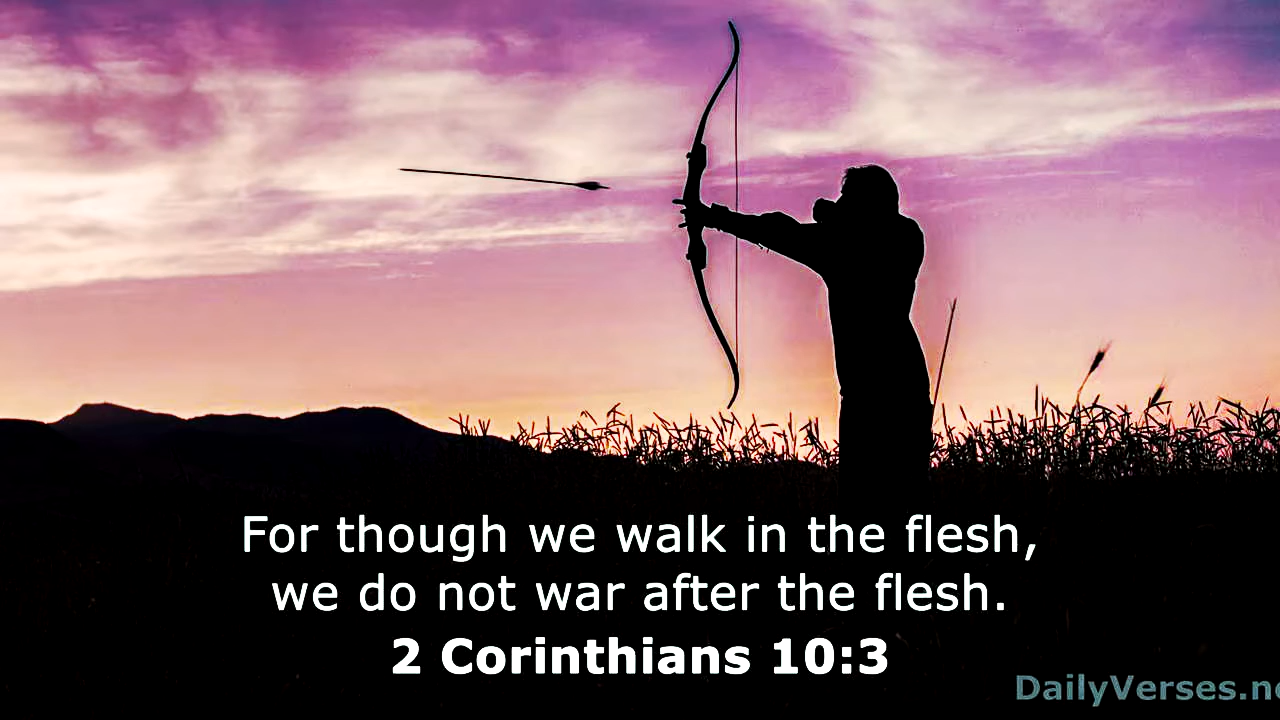 For though we walk in the flesh,
we do not war after the flesh.
2 Corinthians 10:3
DailyVerses.ne